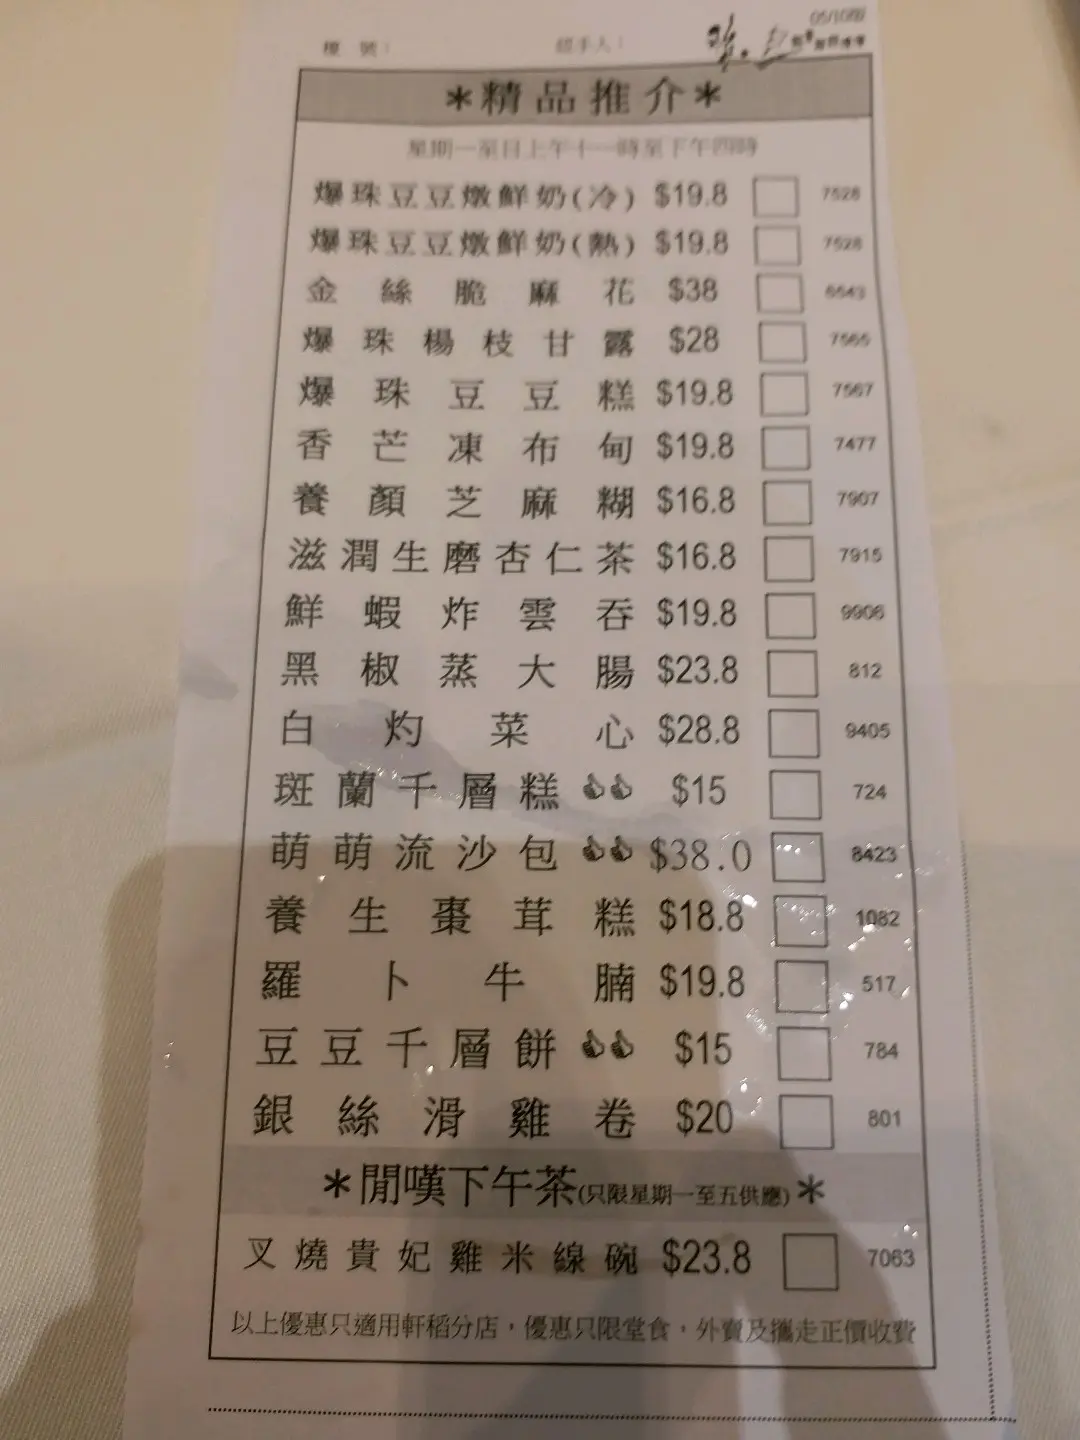 檯 號：
經手人：
05/10版
＊精品推介＊
星期一至日上午十一時至下午四時
爆珠豆豆燉鮮奶(冷) $19.8 7528
爆珠豆豆燉鮮奶(熱) $19.8 7528
金絲脆麻花 $38 6643
爆珠楊枝甘露 $28 7565
爆珠豆豆糕 $19.8 7567
香芒凍布甸 $19.8 7477
養顏芝麻糊 $16.8 7907
滋潤生磨杏仁茶 $16.8 7915
鮮蝦炸雲吞 $19.8 9906
黑椒蒸大腸 $23.8 812
白灼菜心 $28.8 9405
斑蘭千層糕👍👍 $15 724
萌萌流沙包👍👍 $38.0 8423
養生棗茸糕 $18.8 1082
羅卜牛腩 $19.8 517
豆豆千層餅👍👍 $15 784
銀絲滑雞卷 $20 801
＊閒嘆下午茶(只限星期一至五供應)＊
叉燒貴妃雞米線碗 $23.8 7063
以上優惠只適用軒稻分店，優惠只限堂食，外賣及攜走正價收費